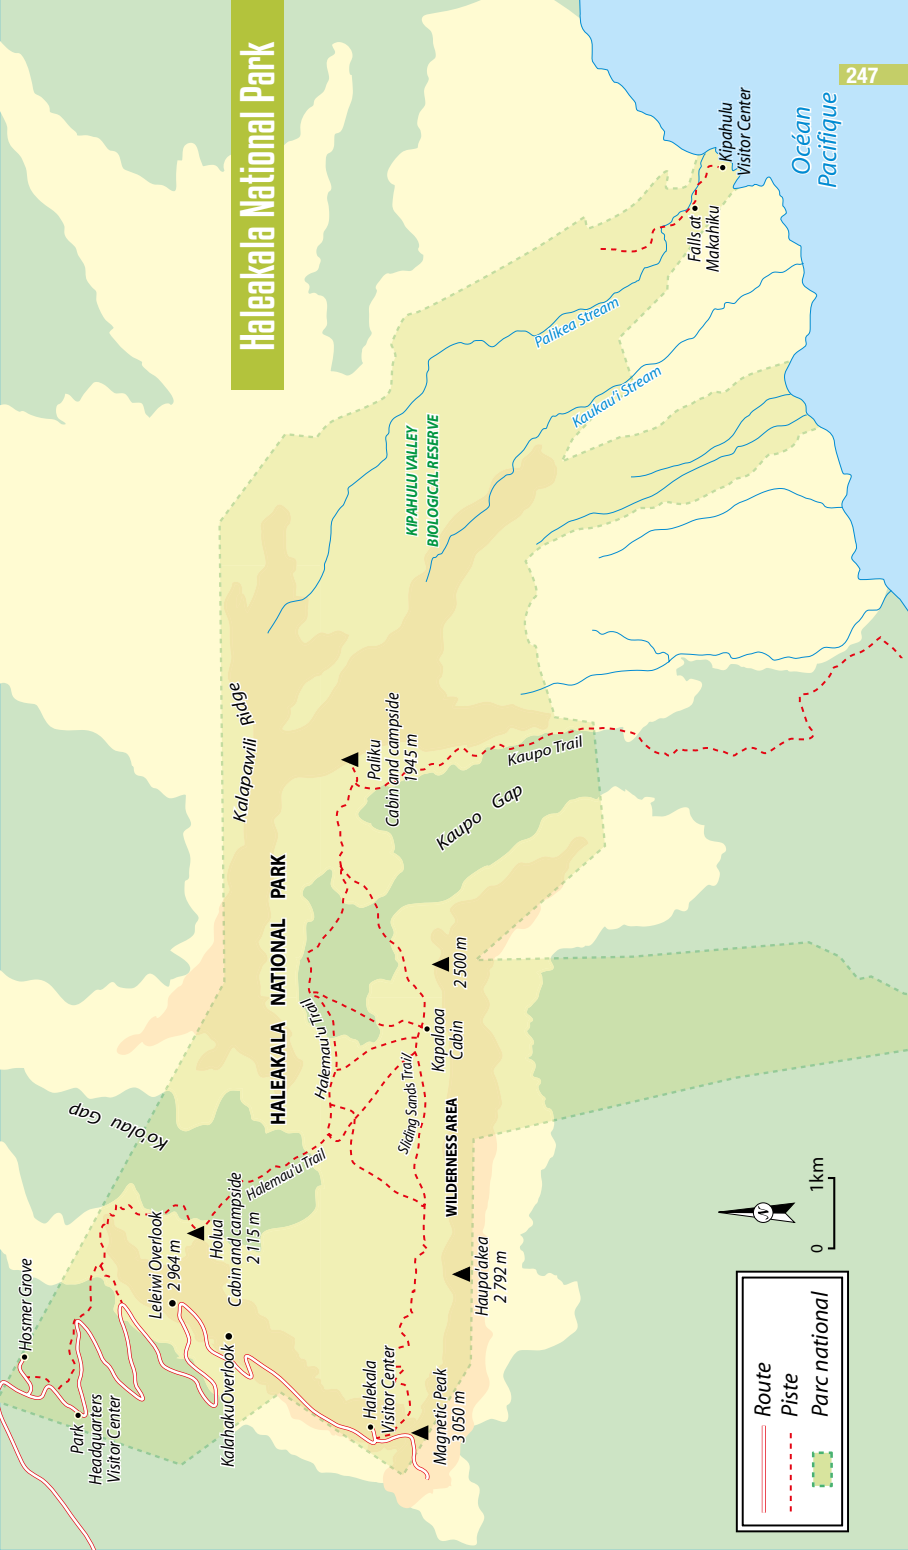 Haleakala National Park
247
Océan
Pacifique
Kipahulu
Visitor Center
Falls at
Makahiku
Palikea Stream
Kaukau'i Stream
KIPAHULU VALLEY
BIOLOGICAL RESERVE
Kalapawili Ridge
Paliku
Cabin and campside
1945 m
Kaupo Trail
Kaupo Gap
HALEAKALA NATIONAL PARK
2 500 m
Kapalaoa
Cabin
Halemau'u Trail
Sliding Sands Trail
WILDERNESS AREA
Ko'olau Gap
Halemau'u Trail
Holua
Cabin and campside
2 115 m
Leleiwi Overlook
2 964 m
Hosmer Grove
Park
Headquarters
Visitor Center
Kalahaku Overlook
Halekala
Visitor Center
Magnetic Peak
3 050 m
Haupa'akea
2 792 m
N
0 1km
Route
Piste
Parc national